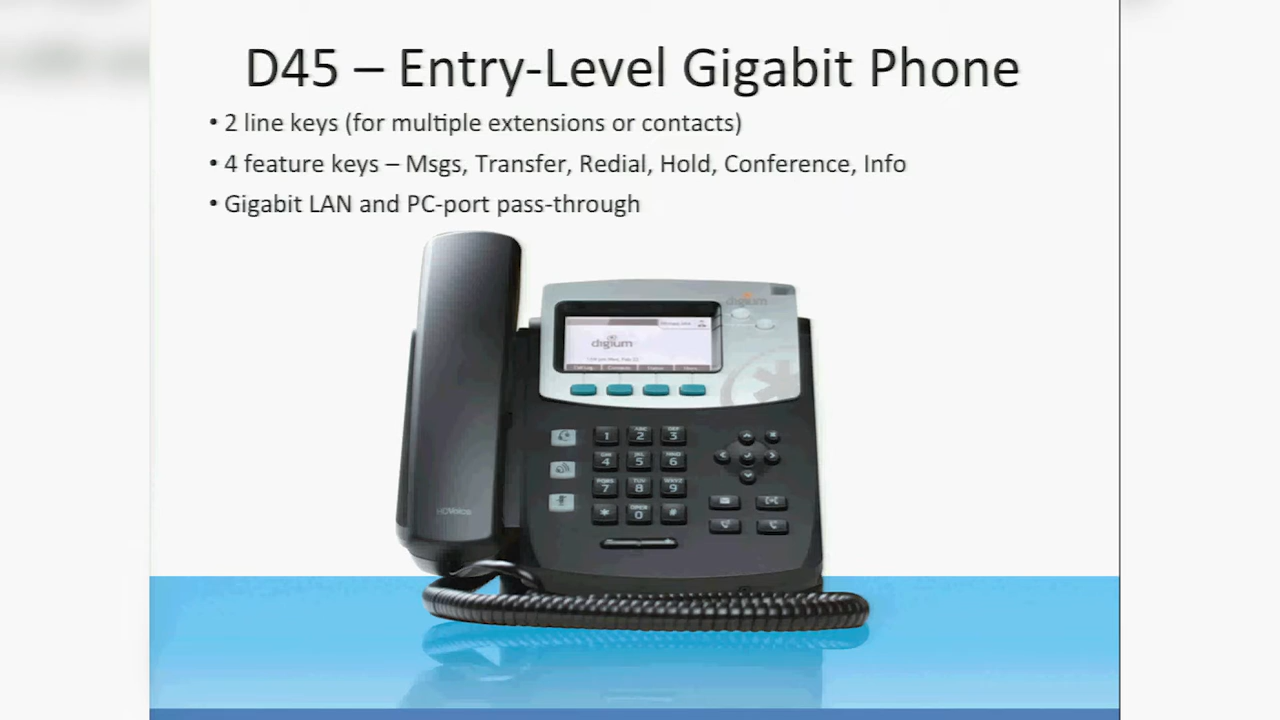 D45 – Entry-Level Gigabit Phone
• 2 line keys (for multiple extensions or contacts)
• 4 feature keys – Msgs, Transfer, Redial, Hold, Conference, Info
• Gigabit LAN and PC-port pass-through
digium
digium
1 ABC 2 DEF 3
GHI 4 JKL 5 MNO 6
PQRS 7 TUV 8 WXYZ 9
* OPER 0 #
HDVoice